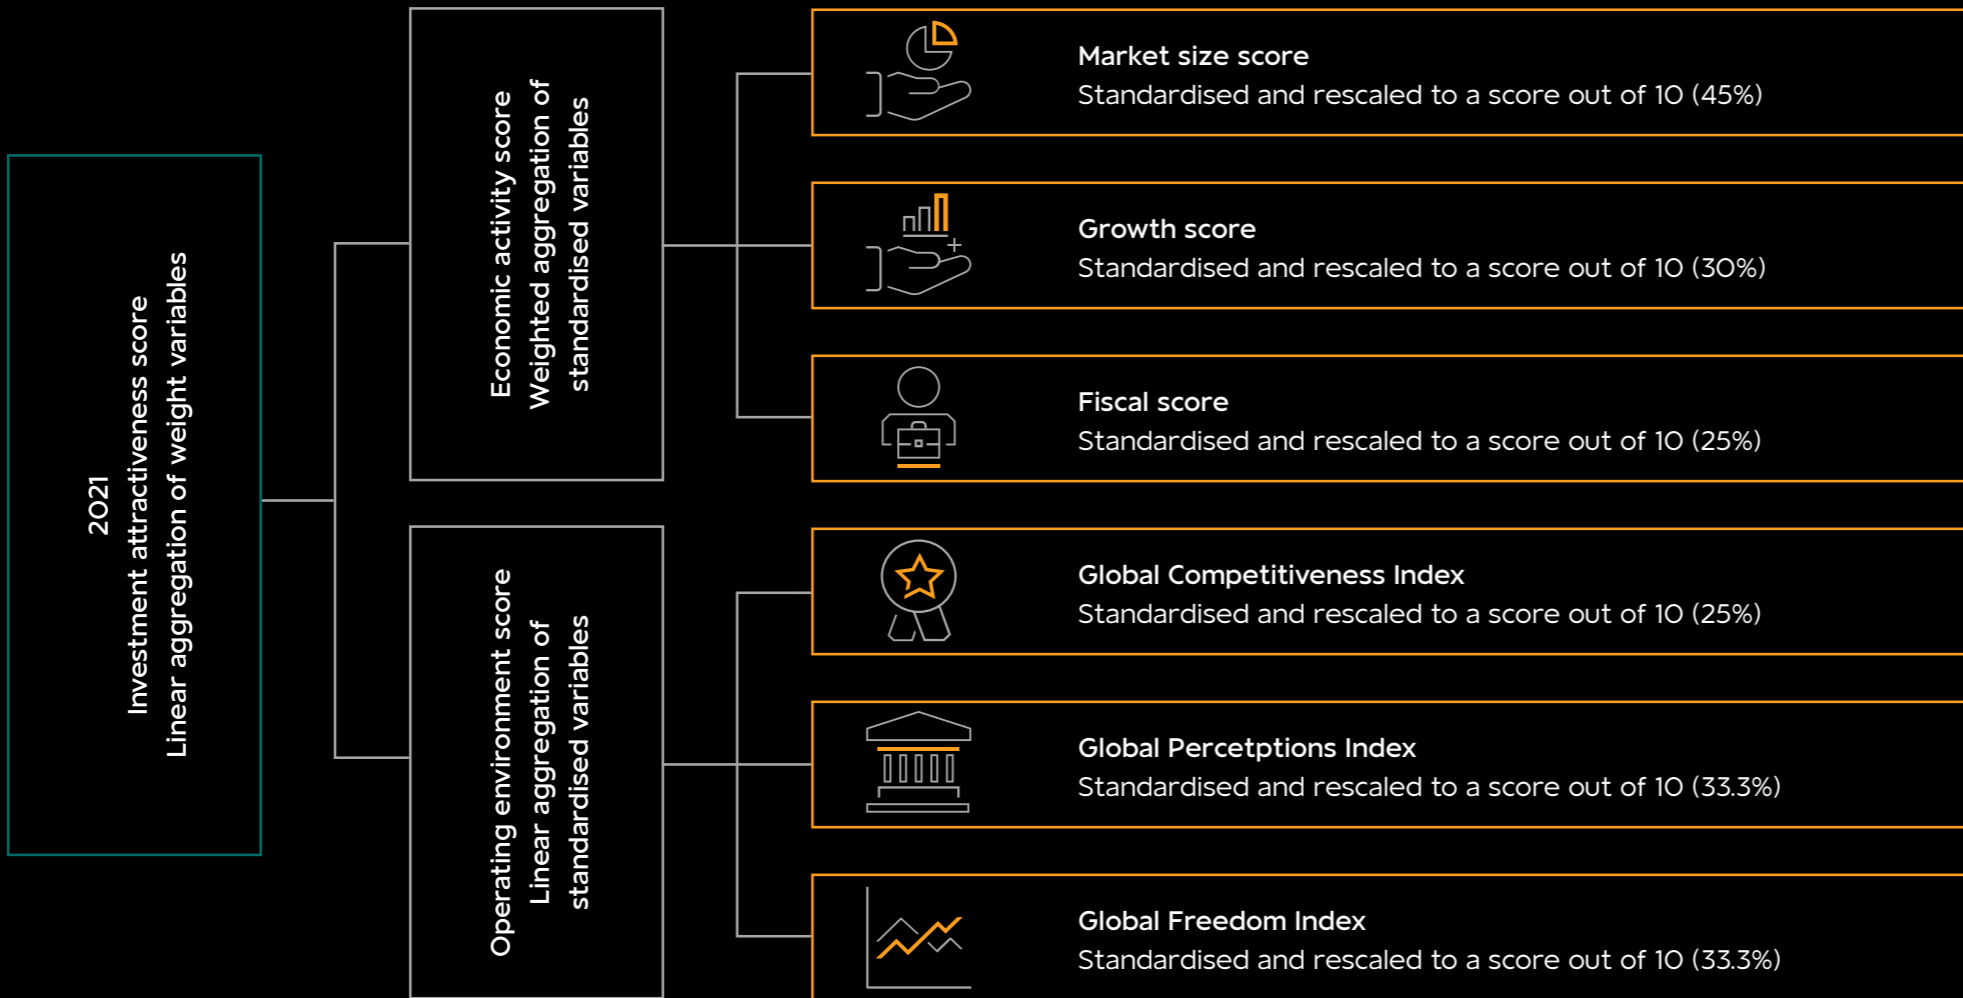 2021
Investment attractiveness score
Linear aggregation of weight variables
Economic activity score
Weighted aggregation of
standardised variables
Market size score
Standardised and rescaled to a score out of 10 (45%)
Growth score
Standardised and rescaled to a score out of 10 (30%)
Fiscal score
Standardised and rescaled to a score out of 10 (25%)
Operating environment score
Linear aggregation of
standardised variables
Global Competitiveness Index
Standardised and rescaled to a score out of 10 (25%)
Global Percetptions Index
Standardised and rescaled to a score out of 10 (33.3%)
Global Freedom Index
Standardised and rescaled to a score out of 10 (33.3%)